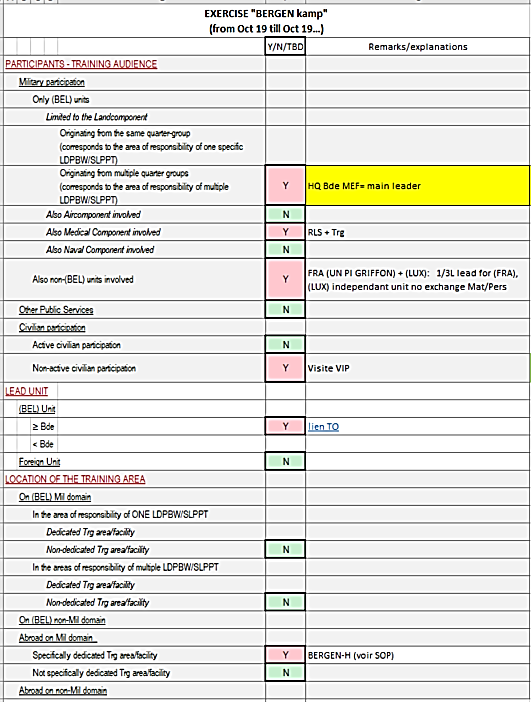 EXERCISE "BERGEN kamp"
(from Oct 19 till Oct 19...)
Y/N/TBD Remarks/explanations
PARTICIPANTS - TRAINING AUDIENCE
Military participation
Only (BEL) units
Limited to the Landcomponent
Originating from the same quarter-group
(corresponds to the area of responsibility of one specific
LDPBW/SLPPT)
Originating from multiple quarter groups
(corresponds to the area of responsibility of multiple
LDPBW/SLPPT)
Y HQ Bde MEF= main leader
Also Aircomponent involved N
Also Medical Component involved Y RLS + Trg
Also Naval Component involved N
Also non-(BEL) units involved Y FRA (UN PI GRIFFON) + (LUX): 1/3L lead for (FRA),
(LUX) independant unit no exchange Mat/Pers
Other Public Services N
Civilian participation
Active civilian participation N
Non-active civilian participation Y Visite VIP
LEAD UNIT
(BEL) Unit
≥ Bde Y lien TO
< Bde
Foreign Unit N
LOCATION OF THE TRAINING AREA
On (BEL) Mil domain
In the area of responsibility of ONE LDPBW/SLPPT
Dedicated Trg area/facility
Non-dedicated Trg area/facility N
In the areas of responsibility of multiple LDPBW/SLPPT
Dedicated Trg area/facility
Non-dedicated Trg area/facility N
On (BEL) non-Mil domain
Abroad on Mil domain
Specifically dedicated Trg area/facility Y BERGEN-H (voir SOP)
Not specifically dedicated Trg area/facility N
Abroad on non-Mil domain